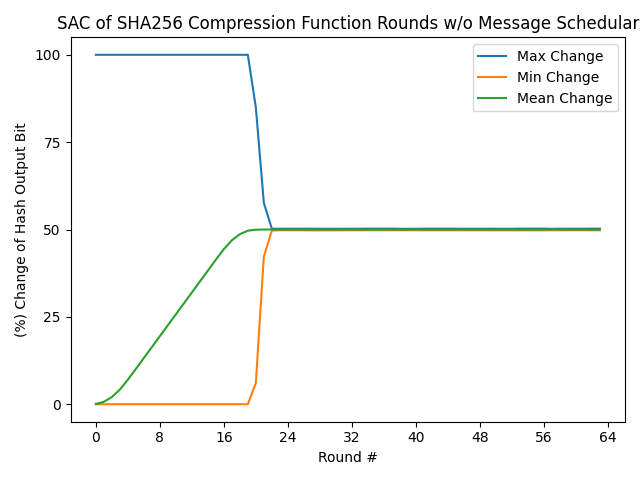 SAC of SHA256 Compression Function Rounds w/o Message Schedular
(%) Change of Hash Output Bit
100
75
50
25
0
Max Change
Min Change
Mean Change
0 8 16 24 32 40 48 56 64
Round #